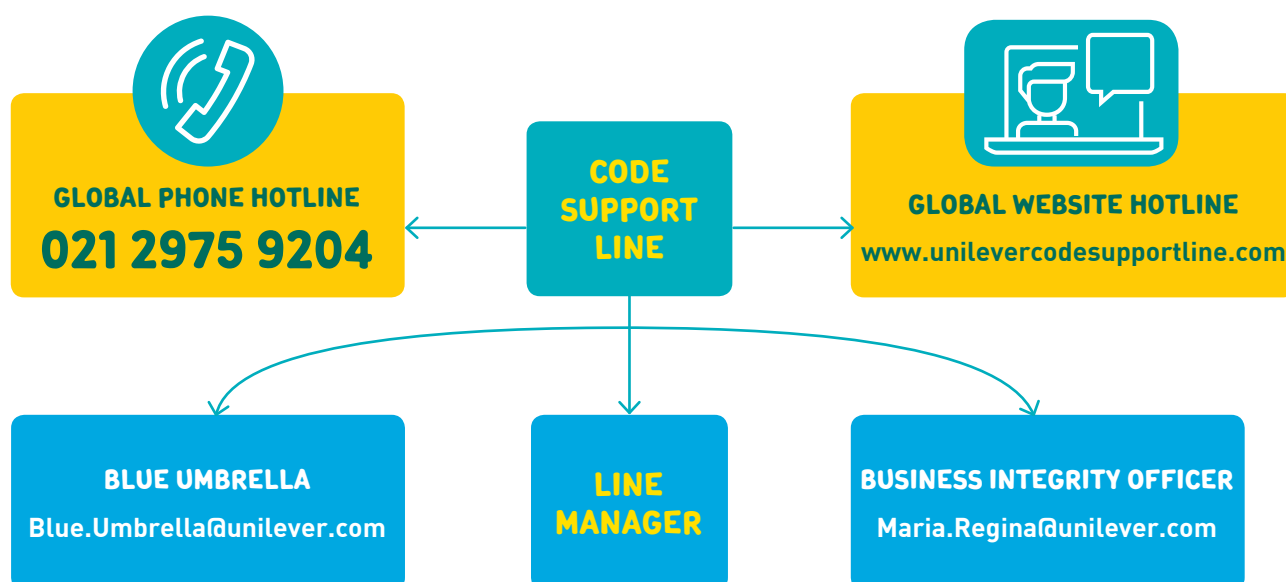 GLOBAL PHONE HOTLINE
021 2975 9204
CODE
SUPPORT
LINE
GLOBAL WEBSITE HOTLINE
www.unilevercodesupportline.com
BLUE UMBRELLA
Blue.Umbrella@unilever.com
LINE
MANAGER
BUSINESS INTEGRITY OFFICER
Maria.Regina@unilever.com